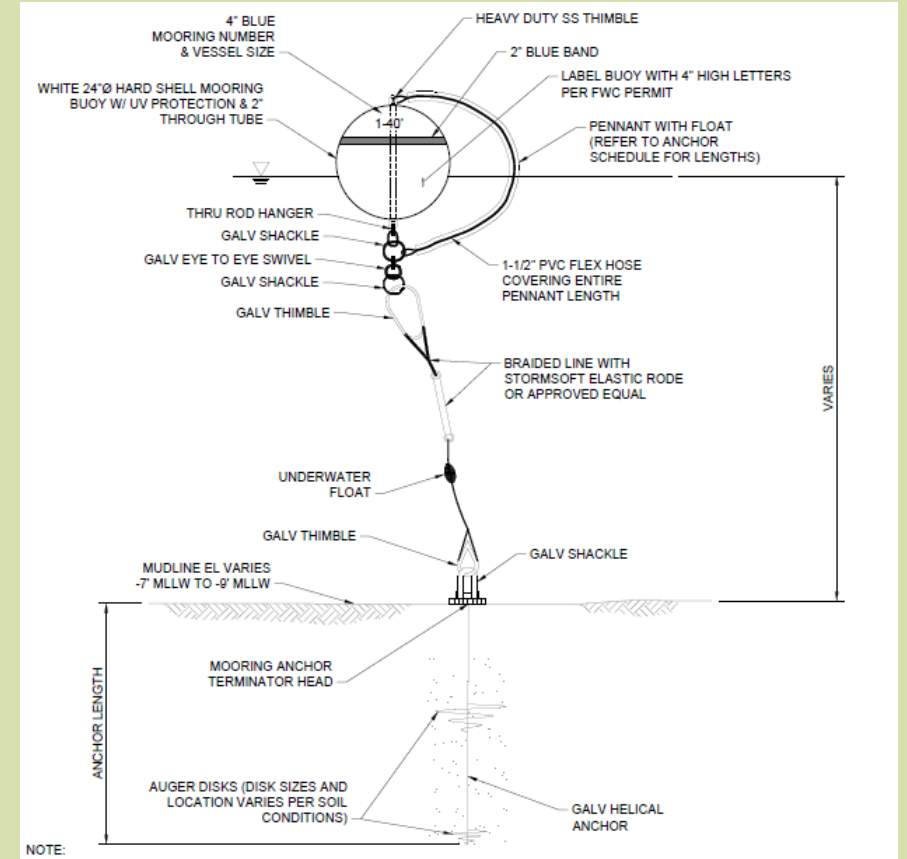 4" BLUE
MOORING NUMBER
& VESSEL SIZE
HEAVY DUTY SS THIMBLE
2" BLUE BAND
WHITE 24"Ø HARD SHELL MOORING
BUOY W/ UV PROTECTION & 2"
THROUGH TUBE
LABEL BUOY WITH 4" HIGH LETTERS
PER FWC PERMIT
1-40'
PENNANT WITH FLOAT
(REFER TO ANCHOR
SCHEDULE FOR LENGTHS)
THRU ROD HANGER
GALV SHACKLE
GALV EYE TO EYE SWIVEL
GALV SHACKLE
GALV THIMBLE
1-1/2" PVC FLEX HOSE
COVERING ENTIRE
PENNANT LENGTH
BRAIDED LINE WITH
STORMSOFT ELASTIC RODE
OR APPROVED EQUAL
VARIES
UNDERWATER
FLOAT
GALV THIMBLE
GALV SHACKLE
MUDLINE EL VARIES
-7' MLLW TO -9' MLLW
MOORING ANCHOR
TERMINATOR HEAD
ANCHOR LENGTH
AUGER DISKS (DISK SIZES AND
LOCATION VARIES PER SOIL
CONDITIONS)
GALV HELICAL
ANCHOR
NOTE: